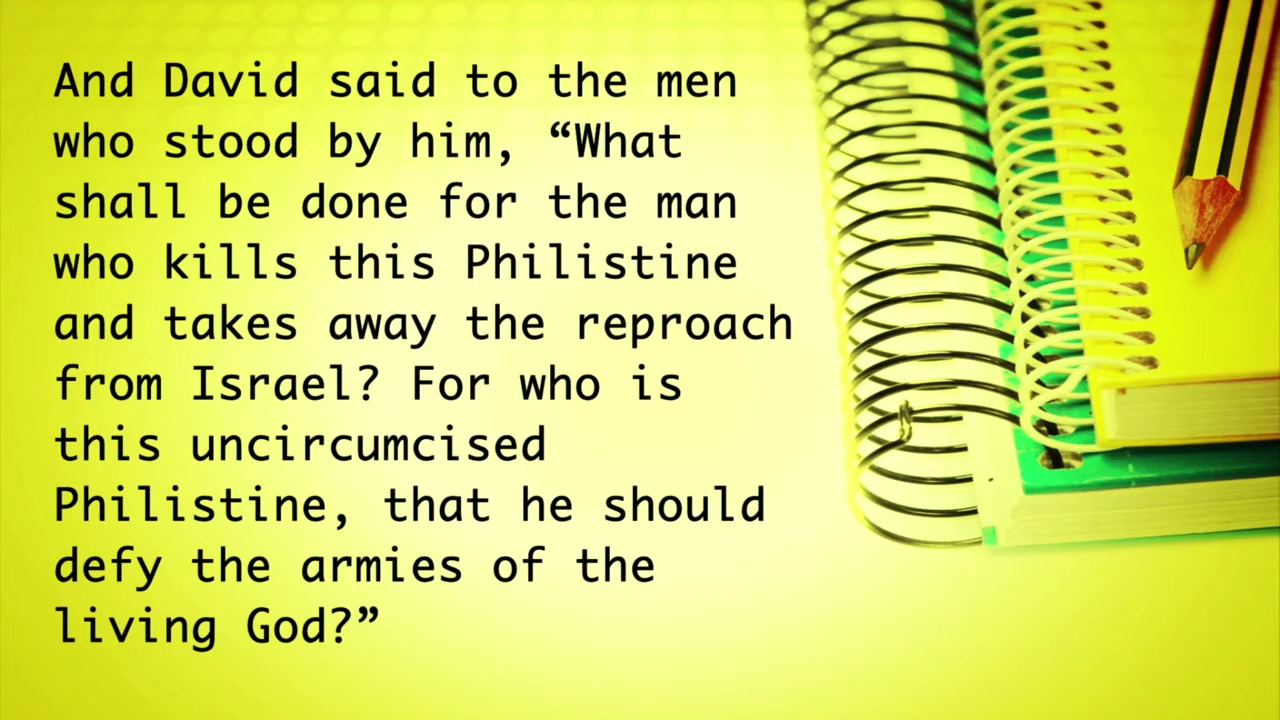 And David said to the men
who stood by him, “What
shall be done for the man
who kills this Philistine
and takes away the reproach
from Israel? For who is
this uncircumcised
Philistine, that he should
defy the armies of the
living God?”